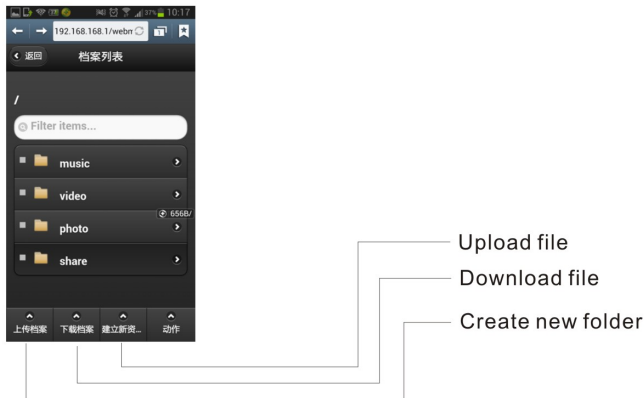 37% 10:17
192.168.168.1/webm
1
返回 档案列表
/
Filter items...
music
video
656B/
photo
share
上传档案 下载档案 建立新资... 动作
Upload file
Download file
Create new folder